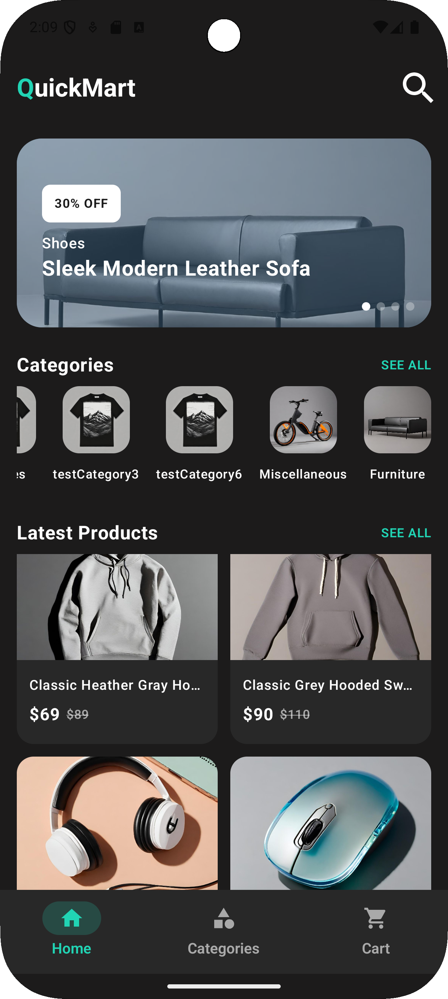 2:09
QuickMart
30% OFF
Shoes
Sleek Modern Leather Sofa
Categories
SEE ALL
es
testCategory3
testCategory6
Miscellaneous
Furniture
Latest Products
SEE ALL
Classic Heather Gray Ho...
Classic Grey Hooded Sw...
$69 $89
$90 $110
Home
Categories
Cart